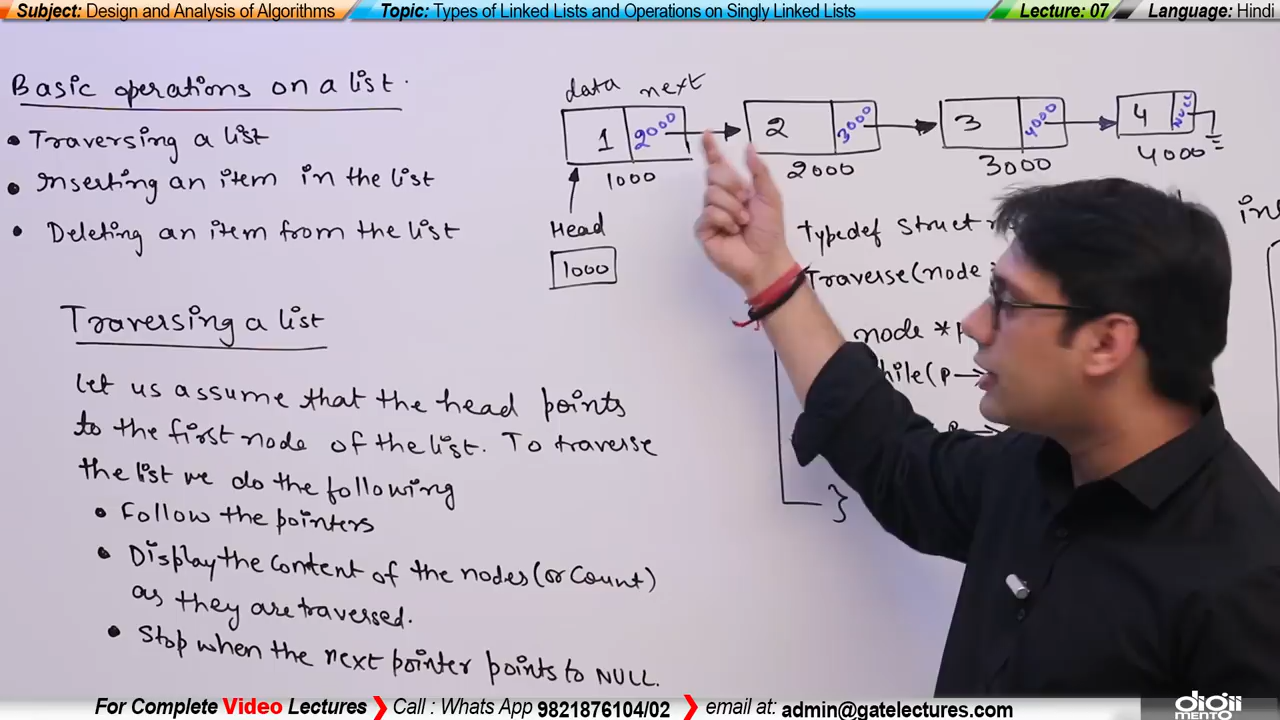 Subject: Design and Analysis of Algorithms
Topic: Types of Linked Lists and Operations on Singly Linked Lists
Lecture: 07
Language: Hindi
Basic operations on a list.
• Traversing a list
• Inserting an item in the list
• Deleting an item from the list
Traversing a list
Let us assume that the head points
to the first node of the list. To traverse
the list we do the following
• Follow the pointers
• Display the content of the nodes (or count)
as they are traversed.
• Stop when the next pointer points to NULL.
data next
1 2000
2 3000
3 4000
4 NULL
1000
2000
3000
4000
Head
1000
typedef struct
Traverse(node
node *p
while(p→
}
For Complete Video Lectures ❯ Call : Whats App 9821876104/02 ❯ email at: admin@gatelectures.com
digii
MENTO